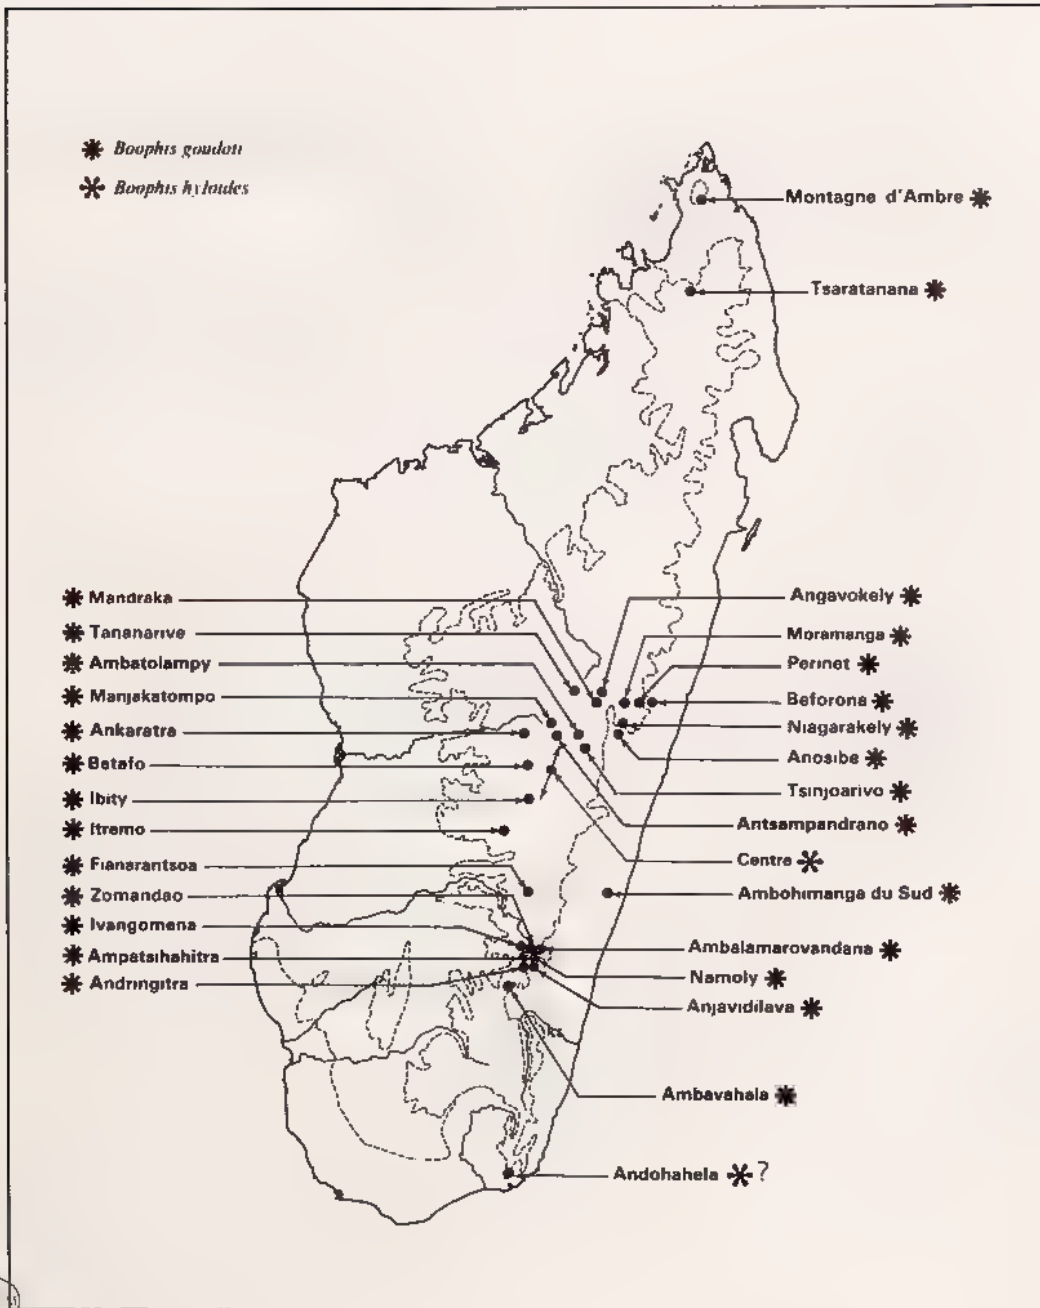 Boophis goudoti
Boophis hyloides
Montagne d'Ambre
Tsaratanana
Mandraka
Tananarive
Ambatolampy
Manjakatompo
Ankaratra
Betafo
Ibity
Itremo
Fianarantsoa
Zomandao
Ivangomena
Ampatsihahitra
Andringitra
Angavokely
Moramanga
Perinet
Beforona
Niagarakely
Anosibe
Tsinjoarivo
Antsampandrano
Centre
Ambohimanga du Sud
Ambalamarovandana
Namoly
Anjavidilava
Ambavahala
Andohahela ?